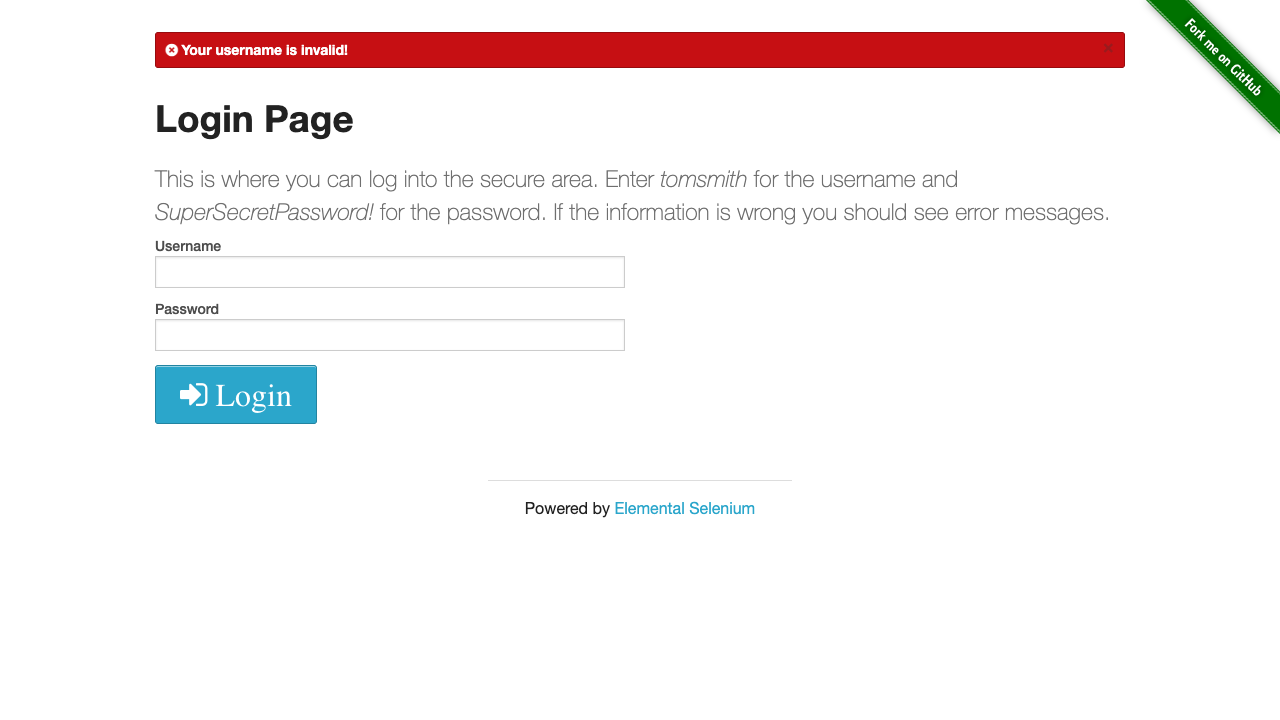 Your username is invalid!
×
Fork me on GitHub
Login Page
This is where you can log into the secure area. Enter tomsmith for the username and
SuperSecretPassword! for the password. If the information is wrong you should see error messages.
Username
Password
Login
Powered by Elemental Selenium